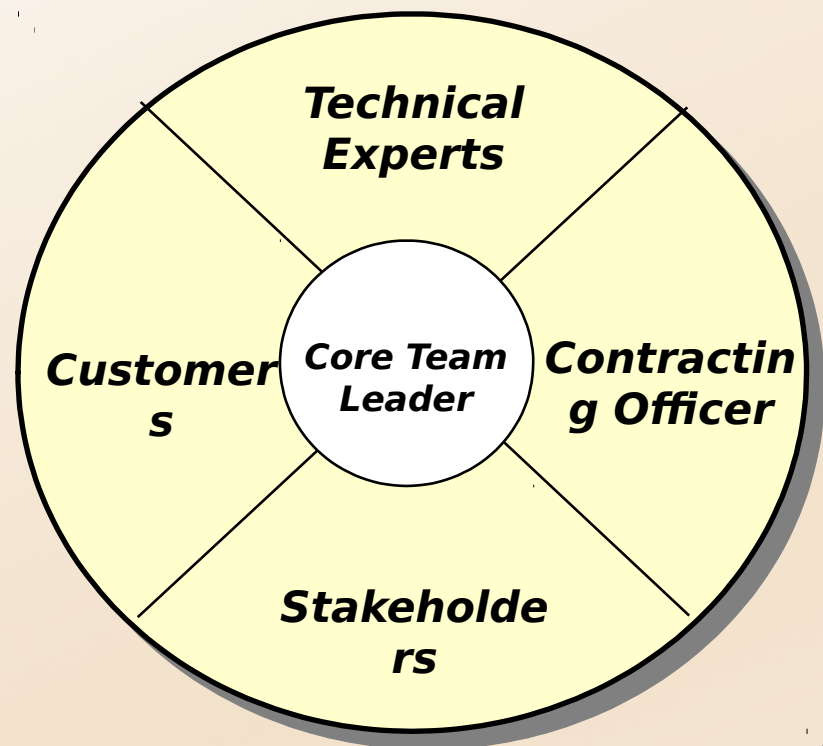 Technical
Experts
Customer
s
Core Team
Leader
Contractin
g Officer
Stakeholde
rs